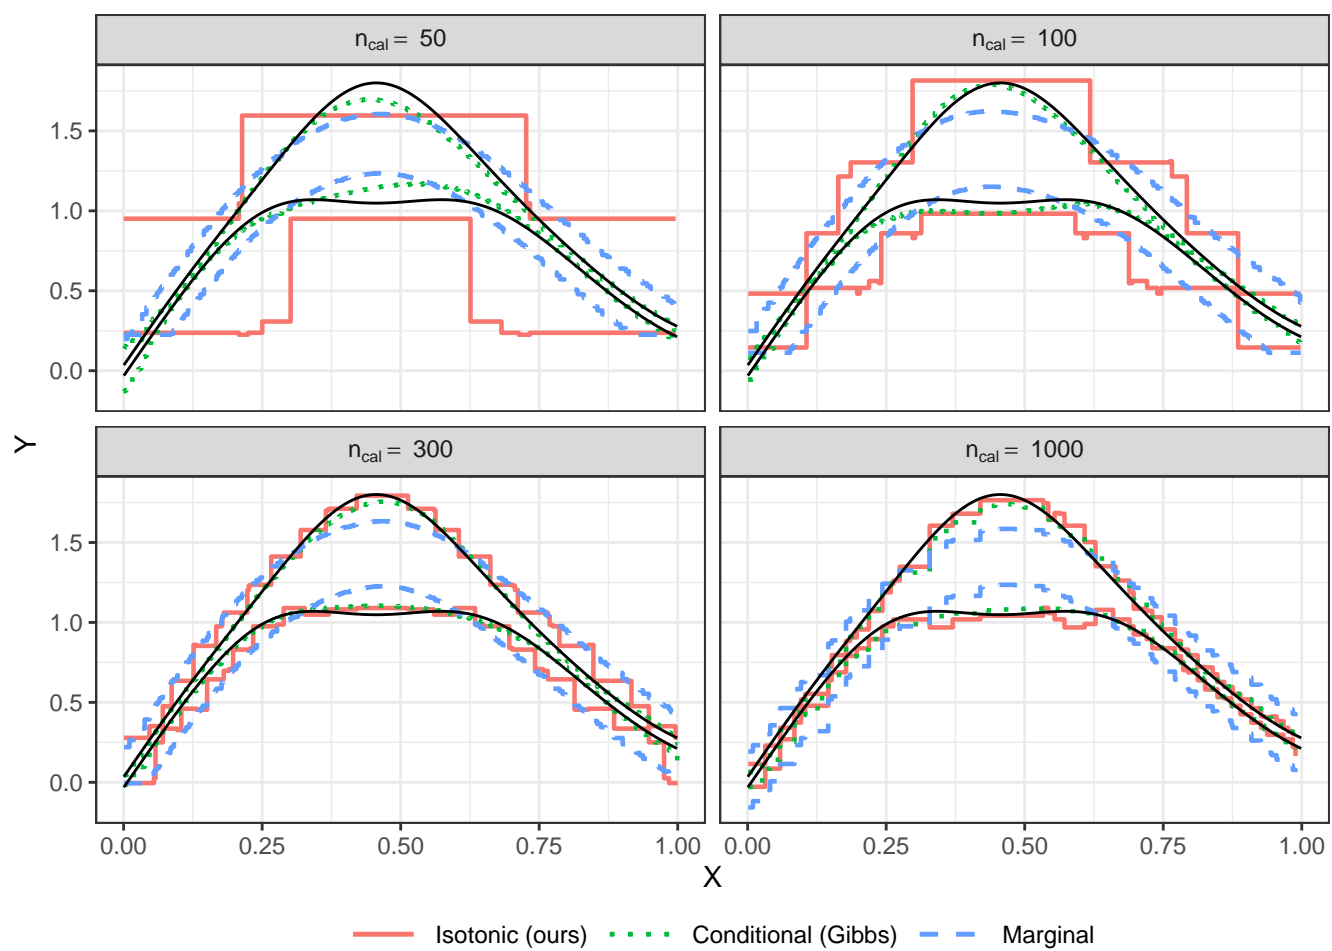 n_cal = 50
n_cal = 100
1.5
1.0
0.5
0.0
Y
n_cal = 300
n_cal = 1000
1.5
1.0
0.5
0.0
0.00 0.25 0.50 0.75 1.00 0.00 0.25 0.50 0.75 1.00
X
Isotonic (ours) Conditional (Gibbs) Marginal